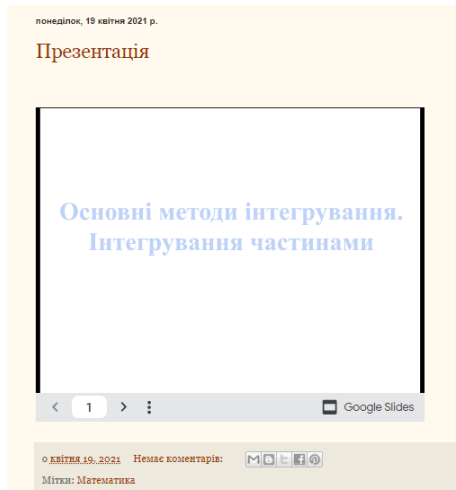 понеділок, 19 квітня 2021 р.
Презентація
Основні методи інтегрування.
Інтегрування частинами
1
Google Slides
о квітня 19, 2021 Немає коментарів:
Мітки: Математика